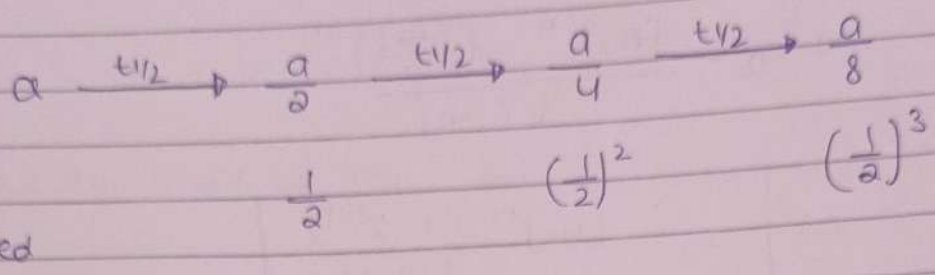 a t1/2 → a/2 t1/2 → a/4 t1/2 → a/8
1/2 (1/2)² (1/2)³
ed